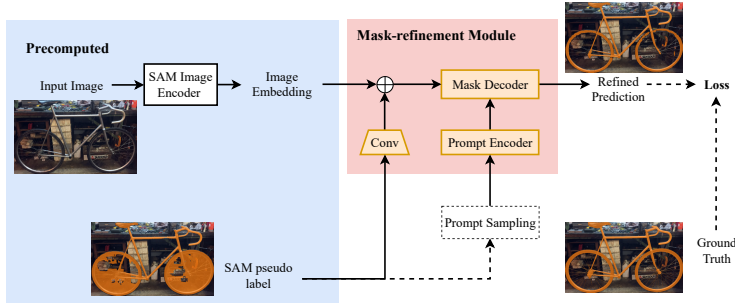 Precomputed
Mask-refinement Module
Input Image
SAM Image
Encoder
Image
Embedding
Mask Decoder
Refined
Prediction
Loss
Conv
Prompt Encoder
Prompt Sampling
SAM pseudo
label
Ground
Truth